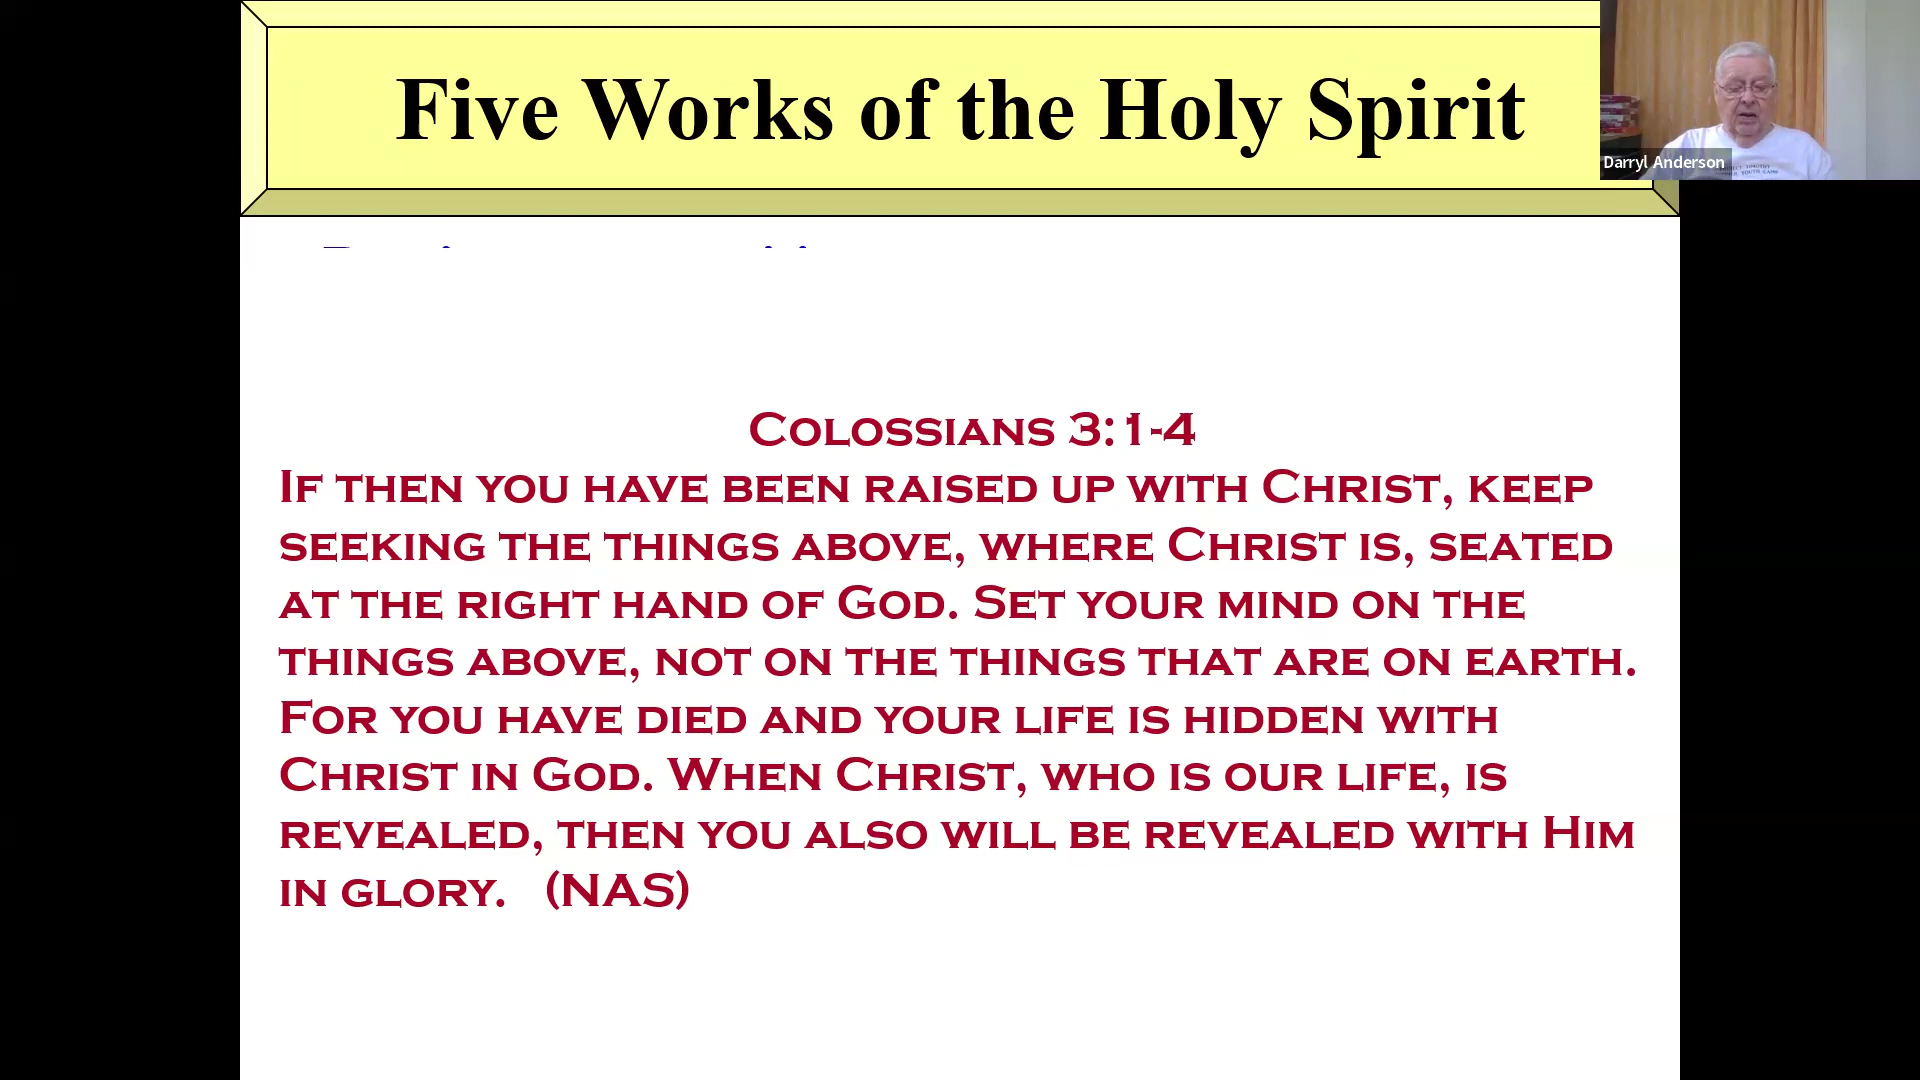 Five Works of the Holy Spirit
Darryl Anderson
Colossians 3:1-4
If then you have been raised up with Christ, keep
seeking the things above, where Christ is, seated
at the right hand of God. Set your mind on the
things above, not on the things that are on earth.
For you have died and your life is hidden with
Christ in God. When Christ, who is our life, is
revealed, then you also will be revealed with Him
in glory. (NAS)